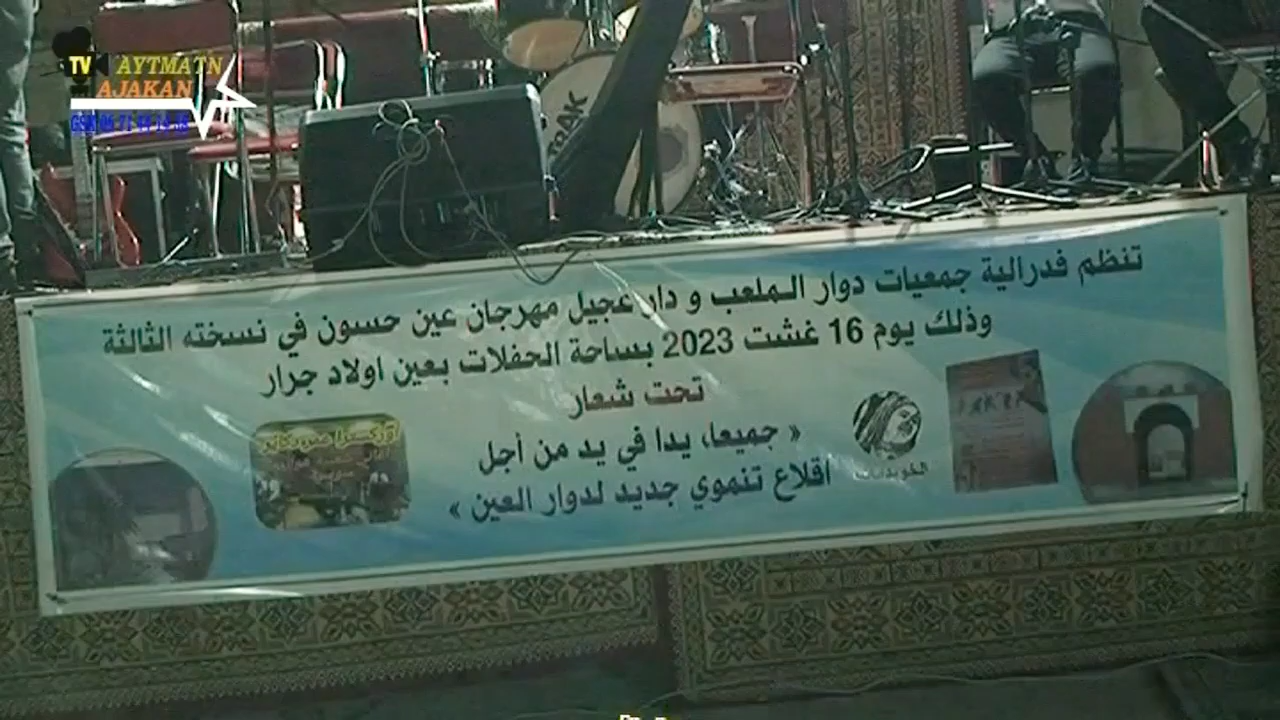 TV AYTMATN
AJAKAN
TRAK
تنظم فدرالية جمعيات دوار الملعب و دار عجيل مهرجان عين حسون في نسخته الثالثة
وذلك يوم 16 غشت 2023 بساحة الحفلات بعين اولاد جرار
تحت شعار
« جميعا، يدا في يد من أجل
اقلاع تنموي جديد لدوار العين »